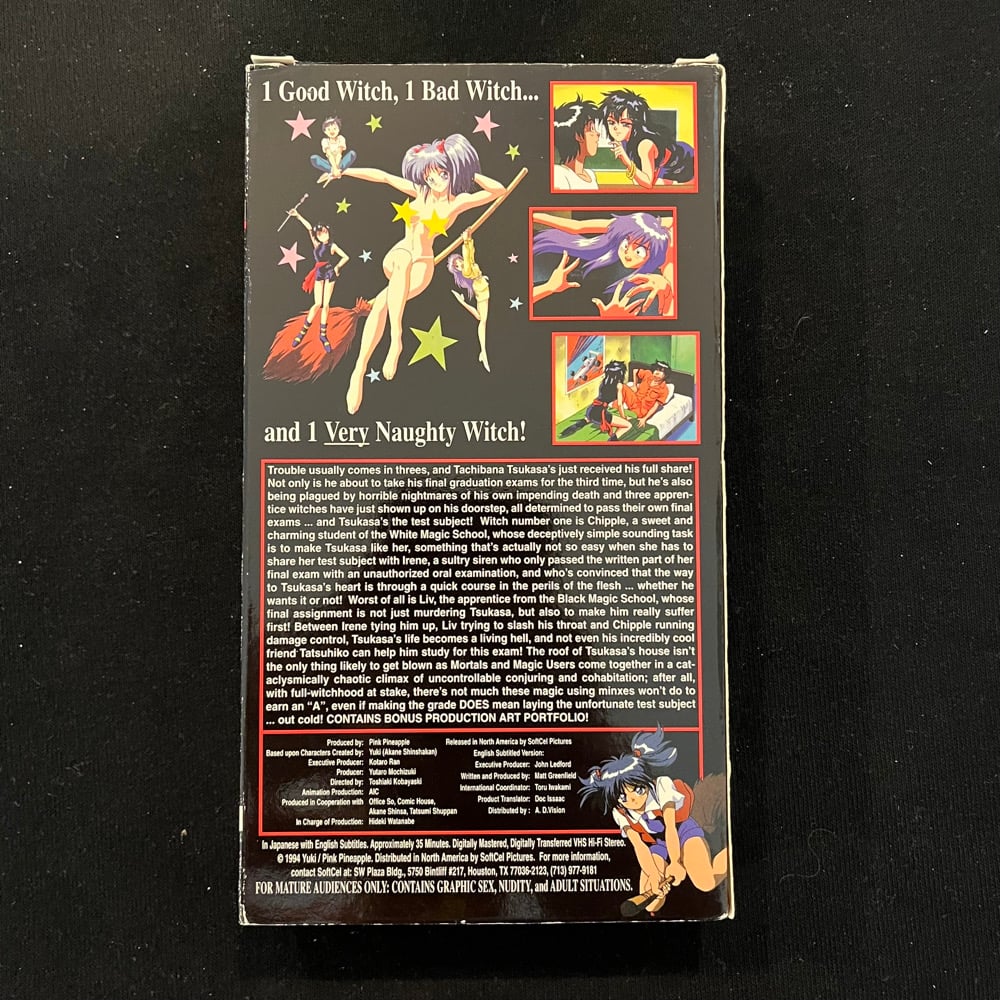 1 Good Witch, 1 Bad Witch...
and 1 Very Naughty Witch!
Trouble usually comes in threes, and Tachibana Tsukasa's just received his full share!
Not only is he about to take his final graduation exams for the third time, but he's also
being plagued by horrible nightmares of his own impending death and three appren-
tice witches have just shown up on his doorstep, all determined to pass their own final
exams ... and Tsukasa's the test subject! Witch number one is Chipple, a sweet and
charming student of the White Magic School, whose deceptively simple sounding task
is to make Tsukasa like her, something that's actually not so easy when she has to
share her test subject with Irene, a sultry siren who only passed the written part of her
final exam with an unauthorized oral examination, and who's convinced that the way
to Tsukasa's heart is through a quick course in the perils of the flesh ... whether he
wants it or not! Worst of all is Liv, the apprentice from the Black Magic School, whose
final assignment is not just murdering Tsukasa, but also to make him really suffer
first! Between Irene tying him up, Liv trying to slash his throat and Chipple running
damage control, Tsukasa's life becomes a living hell, and not even his incredibly cool
friend Tatsuhiko can help him study for this exam! The roof of Tsukasa's house isn't
the only thing likely to get blown as Mortals and Magic Users come together in a cat-
aclysmically chaotic climax of uncontrollable conjuring and cohabitation; after all,
with full-witchhood at stake, there's not much these magic using minxes won't do to
earn an "A", even if making the grade DOES mean laying the unfortunate test subject
... out cold! CONTAINS BONUS PRODUCTION ART PORTFOLIO!
Produced by: Pink Pineapple
Based upon Characters Created by: Yuki (Akane Shinshakan)
Executive Producer: Kotaro Ran
Producer: Yutaro Mochizuki
Directed by: Toshiaki Kobayaski
Animation Production: AIC
Produced in Cooperation with Office So, Comic House,
Akane Shinsa, Tatsumi Shuppan
In Charge of Production: Hideki Watanabe
Released in North America by SoftCel Pictures
English Subtitled Version:
Executive Producer: John Ledford
Written and Produced by: Matt Greenfield
International Coordinator: Toru Iwakami
Product Translator: Doc Issaac
Distributed by : A. D.Vision
In Japanese with English Subtitles. Approximately 35 Minutes. Digitally Mastered, Digitally Transferred VHS Hi-Fi Stereo.
© 1994 Yuki / Pink Pineapple. Distributed in North America by SoftCel Pictures. For more information,
contact SoftCel at: SW Plaza Bldg., 5750 Bintliff #217, Houston, TX 77036-2123, (713) 977-9181
FOR MATURE AUDIENCES ONLY: CONTAINS GRAPHIC SEX, NUDITY, and ADULT SITUATIONS.